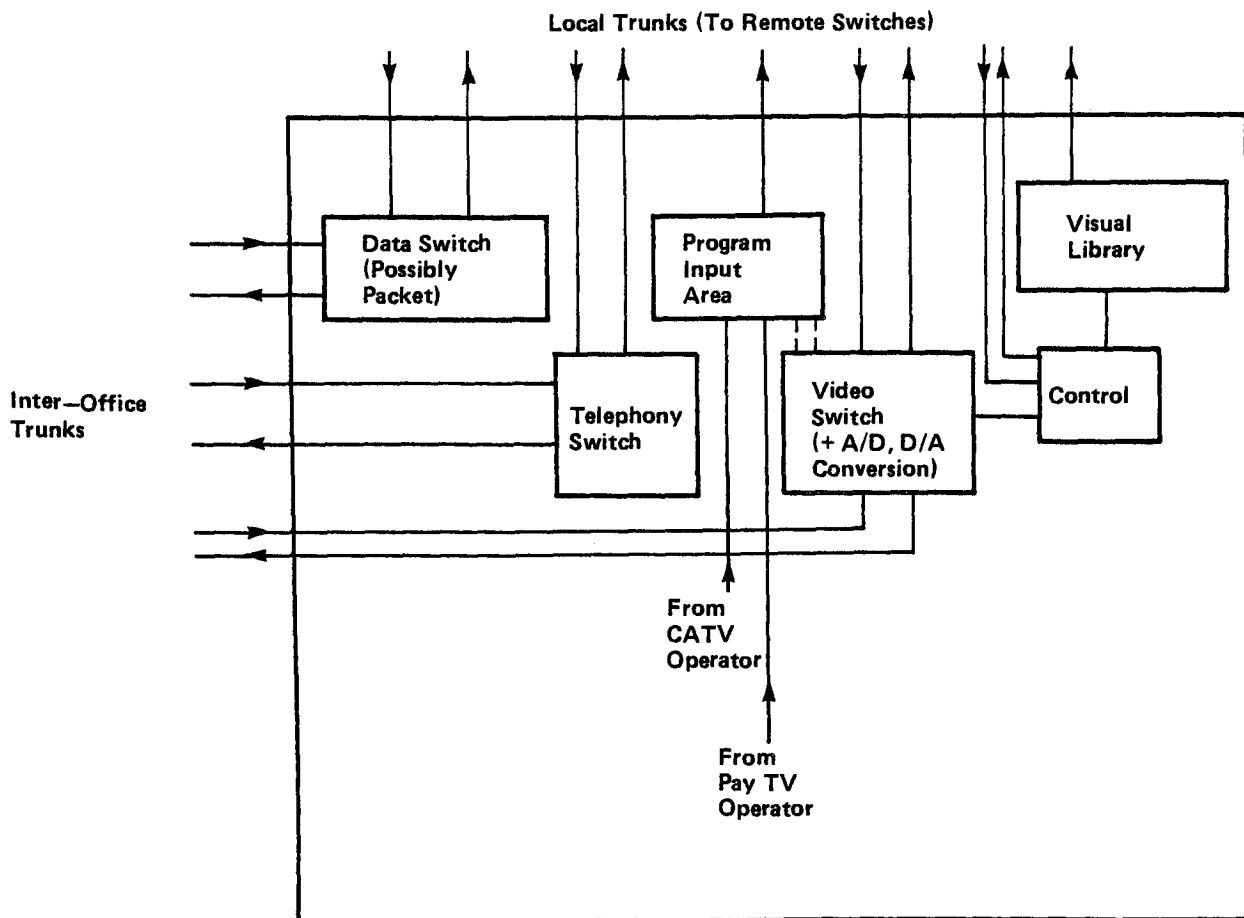 Local Trunks (To Remote Switches)
Data Switch
(Possibly
Packet)
Program
Input
Area
Visual
Library
Inter—Office
Trunks
Telephony
Switch
Video
Switch
(+ A/D, D/A
Conversion)
Control
From
CATV
Operator
From
Pay TV
Operator